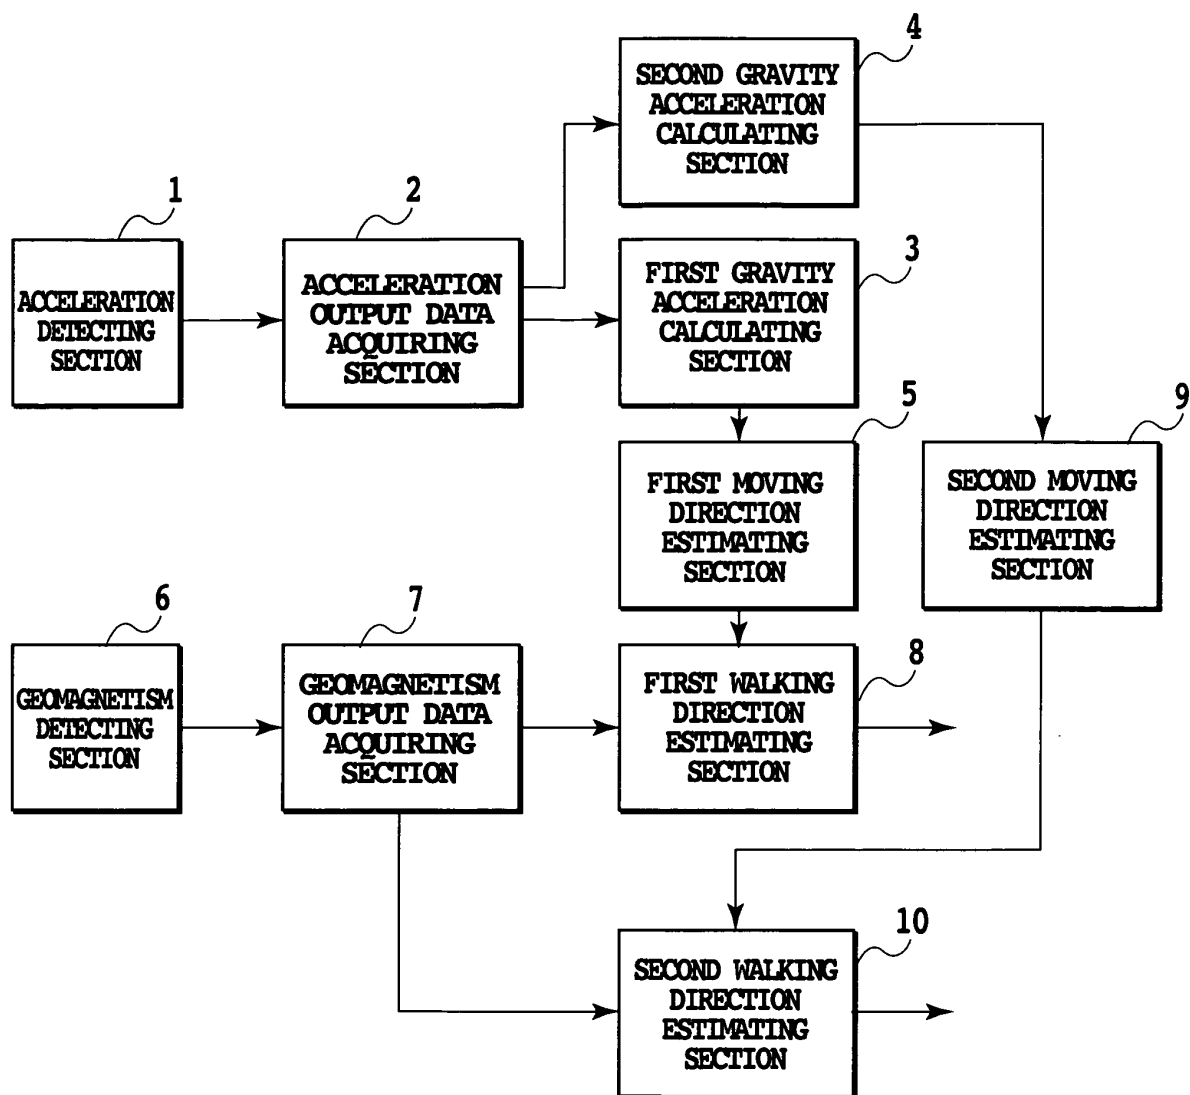 4
SECOND GRAVITY
ACCELERATION
CALCULATING
SECTION
1
ACCELERATION
DETECTING
SECTION
2
ACCELERATION
OUTPUT DATA
ACQUIRING
SECTION
3
FIRST GRAVITY
ACCELERATION
CALCULATING
SECTION
5
FIRST MOVING
DIRECTION
ESTIMATING
SECTION
9
SECOND MOVING
DIRECTION
ESTIMATING
SECTION
6
GEOMAGNETISM
DETECTING
SECTION
7
GEOMAGNETISM
OUTPUT DATA
ACQUIRING
SECTION
8
FIRST WALKING
DIRECTION
ESTIMATING
SECTION
10
SECOND WALKING
DIRECTION
ESTIMATING
SECTION